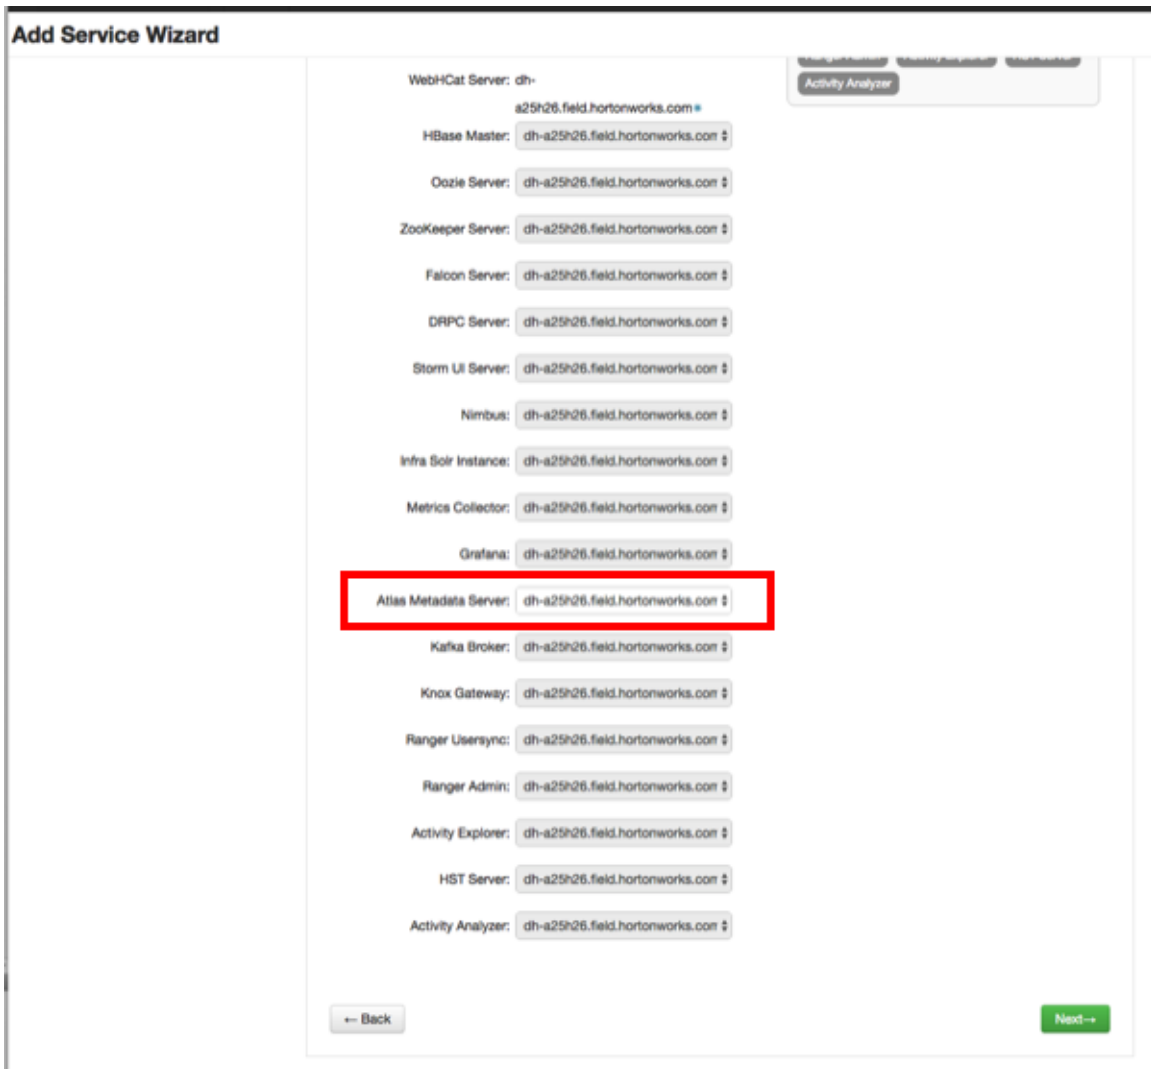 Add Service Wizard
Activity Analyzer
WebHCat Server: dh-
a25h26.field.hortonworks.com
HBase Master: dh-a25h26.field.hortonworks.com
Oozie Server: dh-a25h26.field.hortonworks.com
ZooKeeper Server: dh-a25h26.field.hortonworks.com
Falcon Server: dh-a25h26.field.hortonworks.com
DRPC Server: dh-a25h26.field.hortonworks.com
Storm UI Server: dh-a25h26.field.hortonworks.com
Nimbus: dh-a25h26.field.hortonworks.com
Infra Solr Instance: dh-a25h26.field.hortonworks.com
Metrics Collector: dh-a25h26.field.hortonworks.com
Grafana: dh-a25h26.field.hortonworks.com
Atlas Metadata Server: dh-a25h26.field.hortonworks.com
Kafka Broker: dh-a25h26.field.hortonworks.com
Knox Gateway: dh-a25h26.field.hortonworks.com
Ranger Usersync: dh-a25h26.field.hortonworks.com
Ranger Admin: dh-a25h26.field.hortonworks.com
Activity Explorer: dh-a25h26.field.hortonworks.com
HST Server: dh-a25h26.field.hortonworks.com
Activity Analyzer: dh-a25h26.field.hortonworks.com
← Back
Next→